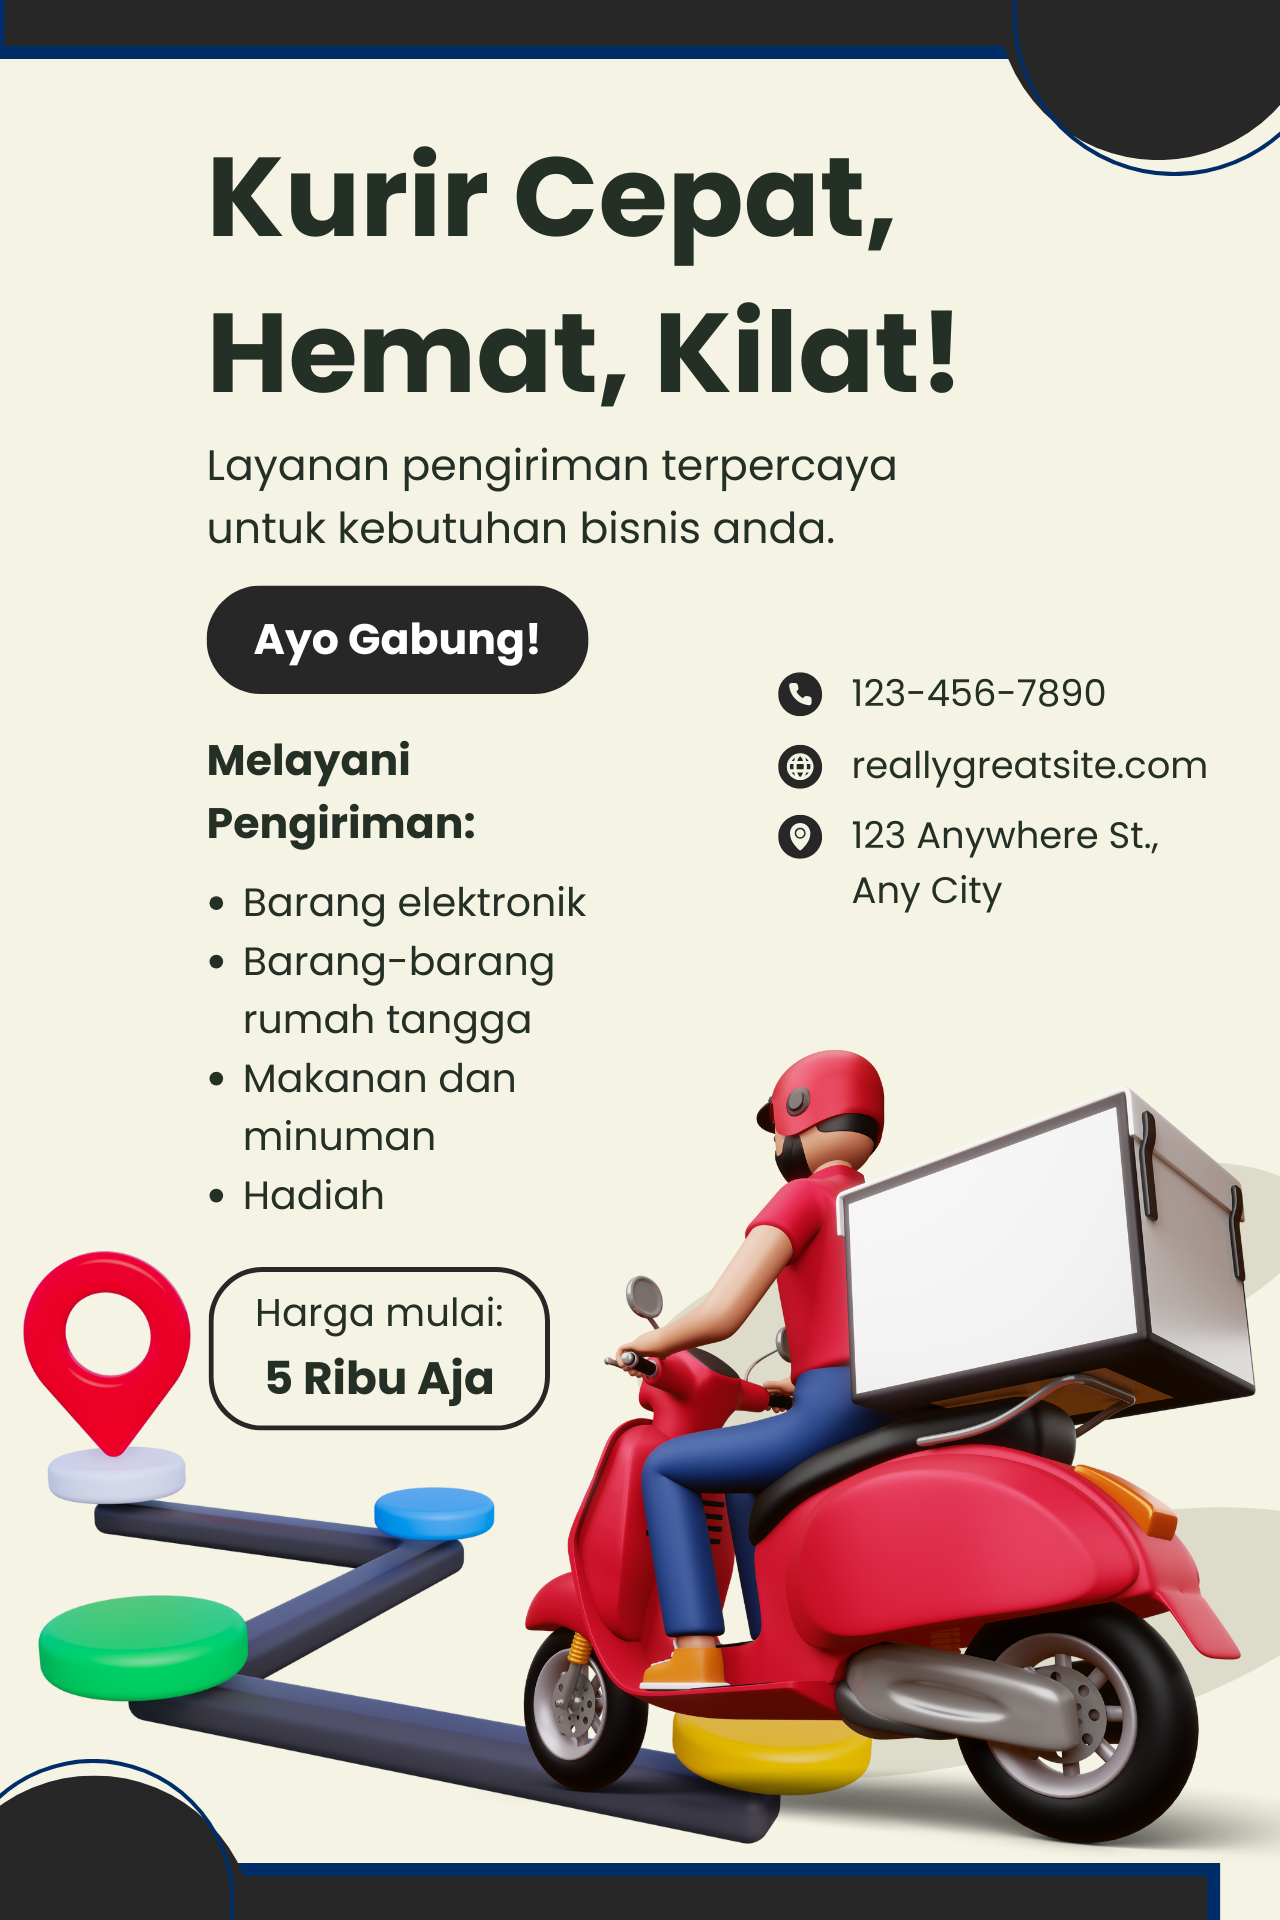 Kurir Cepat,
Hemat, Kilat!
Layanan pengiriman terpercaya
untuk kebutuhan bisnis anda.
Ayo Gabung!
123-456-7890
reallygreatsite.com
123 Anywhere St.,
Any City
Melayani
Pengiriman:
• Barang elektronik
• Barang-barang
rumah tangga
• Makanan dan
minuman
• Hadiah
Harga mulai:
5 Ribu Aja